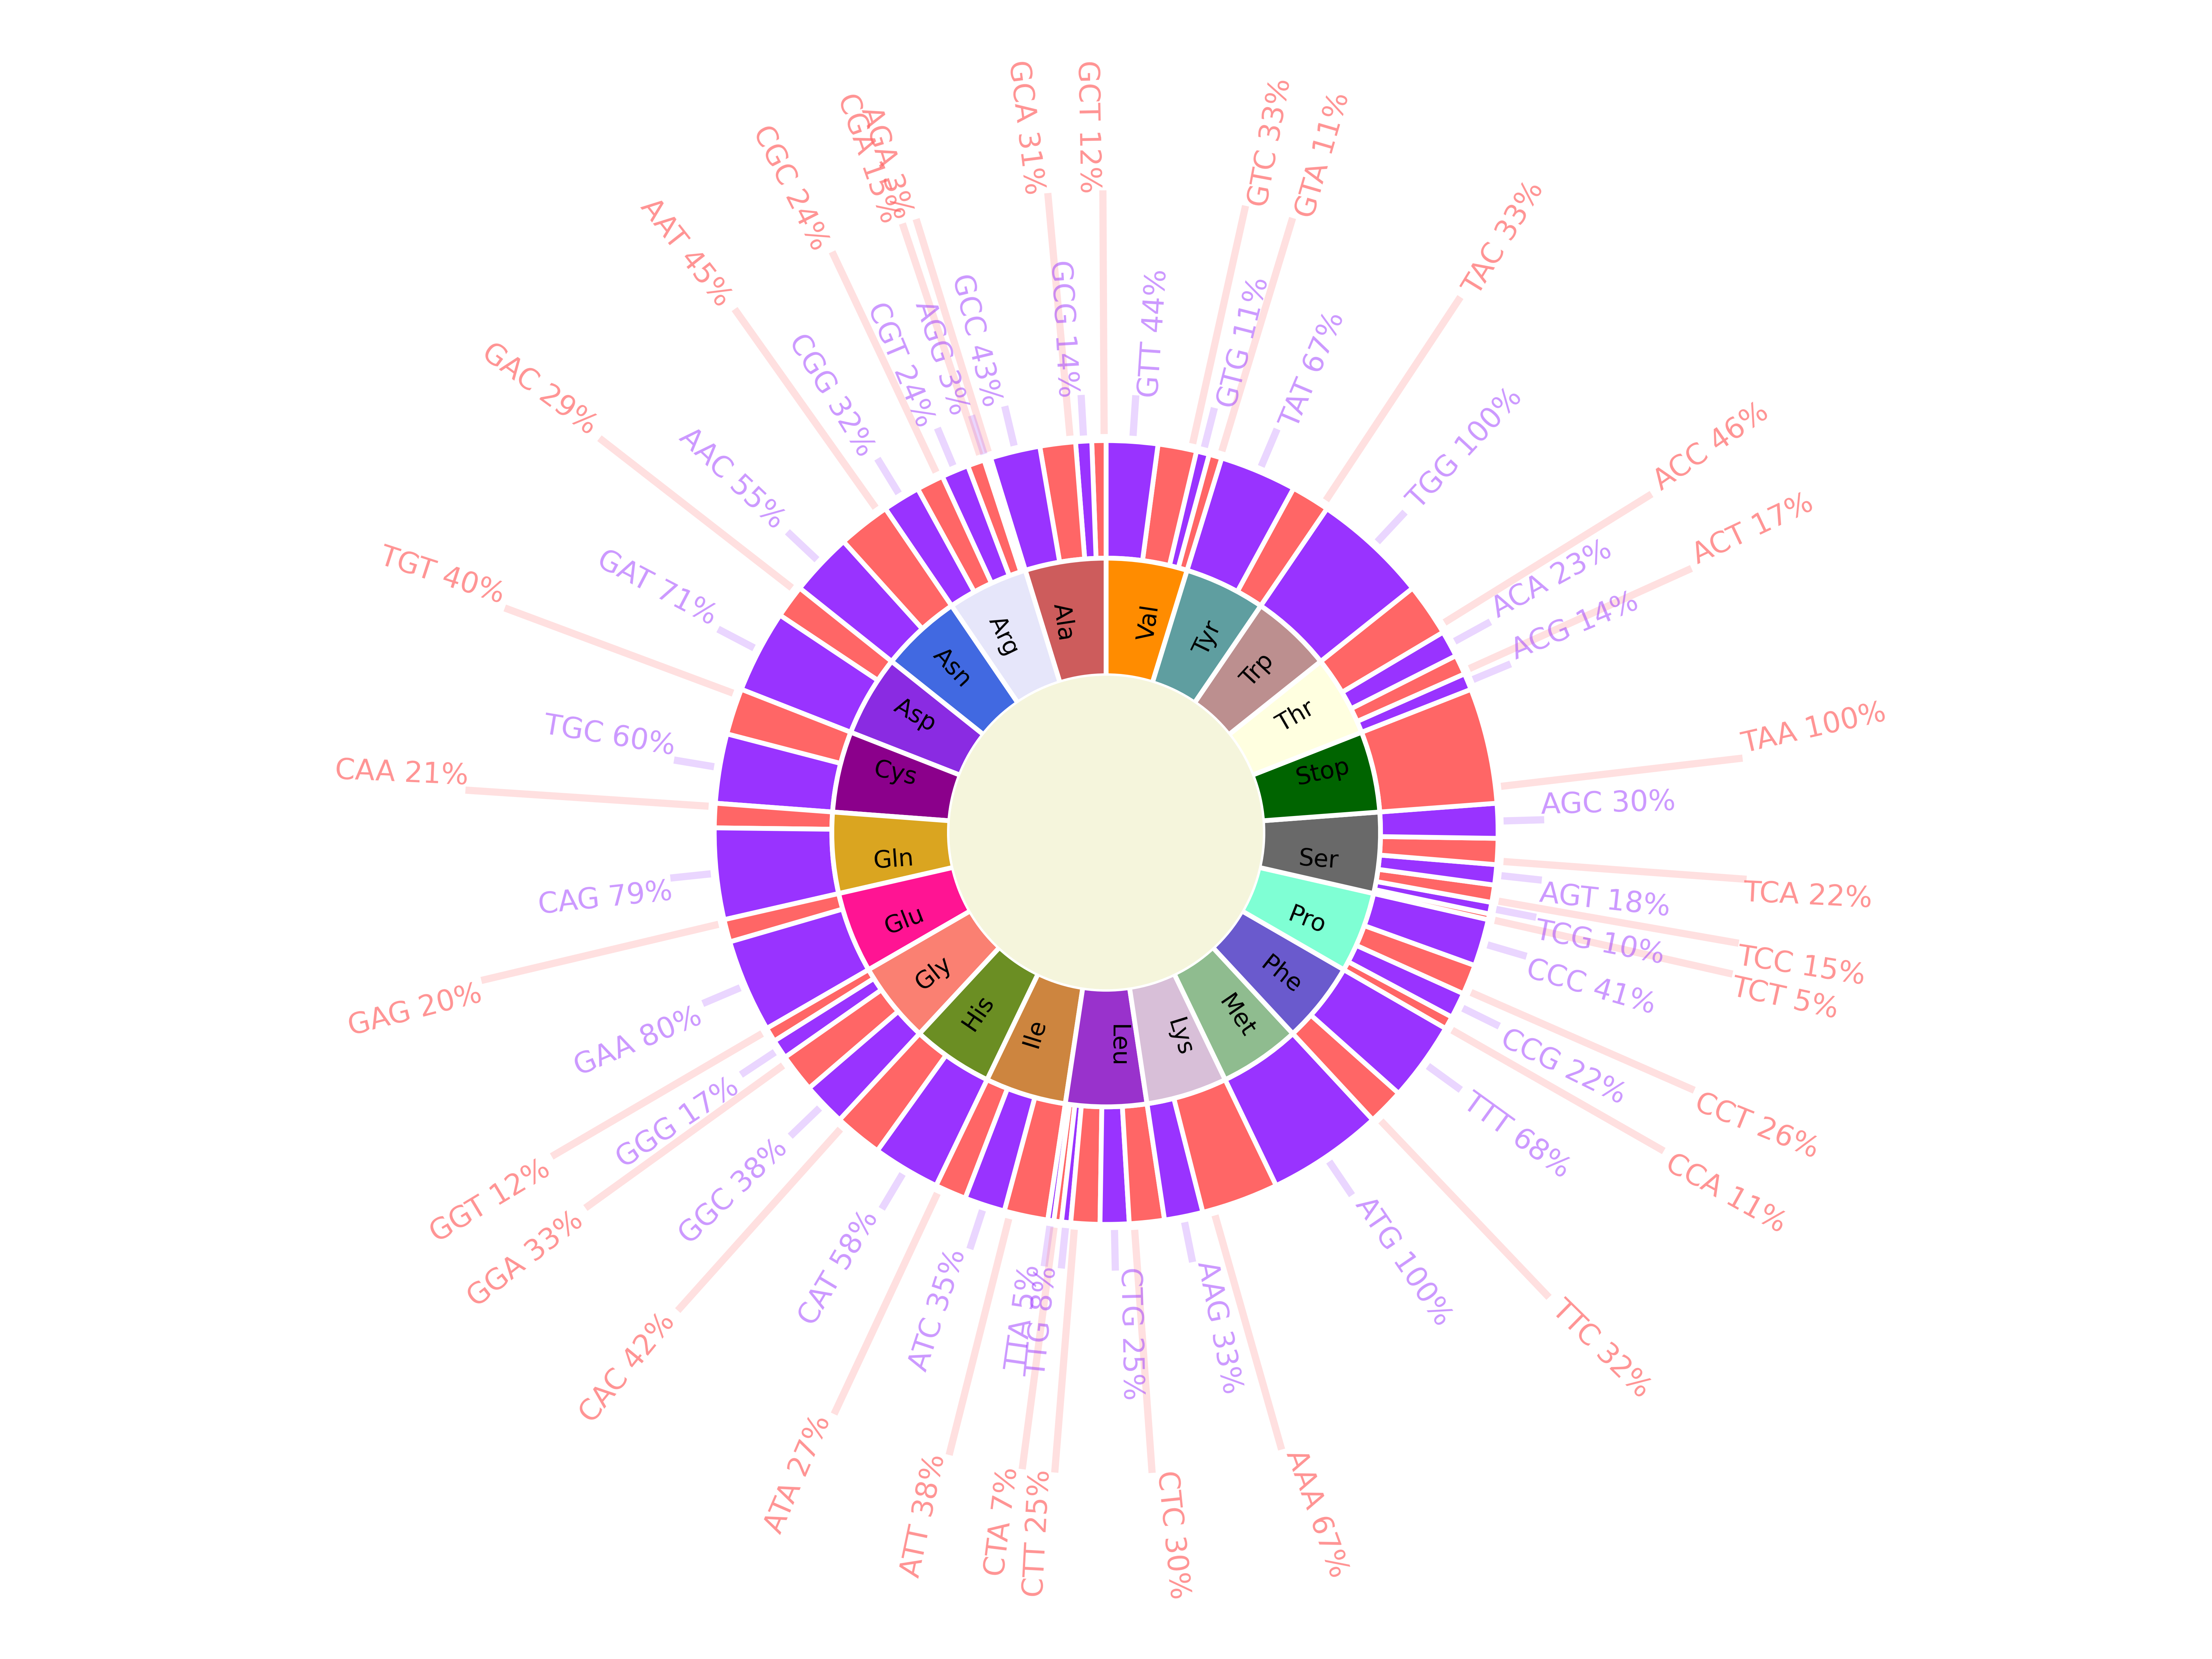 Val
Tyr
Trp
Thr
Stop
Ser
Pro
Phe
Met
Lys
Leu
Ile
His
Gly
Glu
Gln
Cys
Asp
Asn
Arg
Ala
GTT 44%
GTC 33%
GTG 11%
GTA 11%
TAT 67%
TAC 33%
TGG 100%
ACC 46%
ACA 23%
ACT 17%
ACG 14%
TAA 100%
AGC 30%
TCA 22%
AGT 18%
TCC 15%
TCG 10%
TCT 5%
CCC 41%
CCT 26%
CCG 22%
CCA 11%
TTT 68%
TTC 32%
ATG 100%
AAA 67%
AAG 33%
CTC 30%
CTG 25%
CTT 25%
TTG 8%
CTA 7%
TTA 5%
ATT 38%
ATC 35%
ATA 27%
CAT 58%
CAC 42%
GGC 38%
GGA 33%
GGG 17%
GGT 12%
GAA 80%
GAG 20%
CAG 79%
CAA 21%
TGC 60%
TGT 40%
GAT 71%
GAC 29%
AAC 55%
AAT 45%
CGG 32%
CGC 24%
CGT 24%
CGA 15%
AGG 3%
AGA 3%
GCC 43%
GCA 31%
GCG 14%
GCT 12%